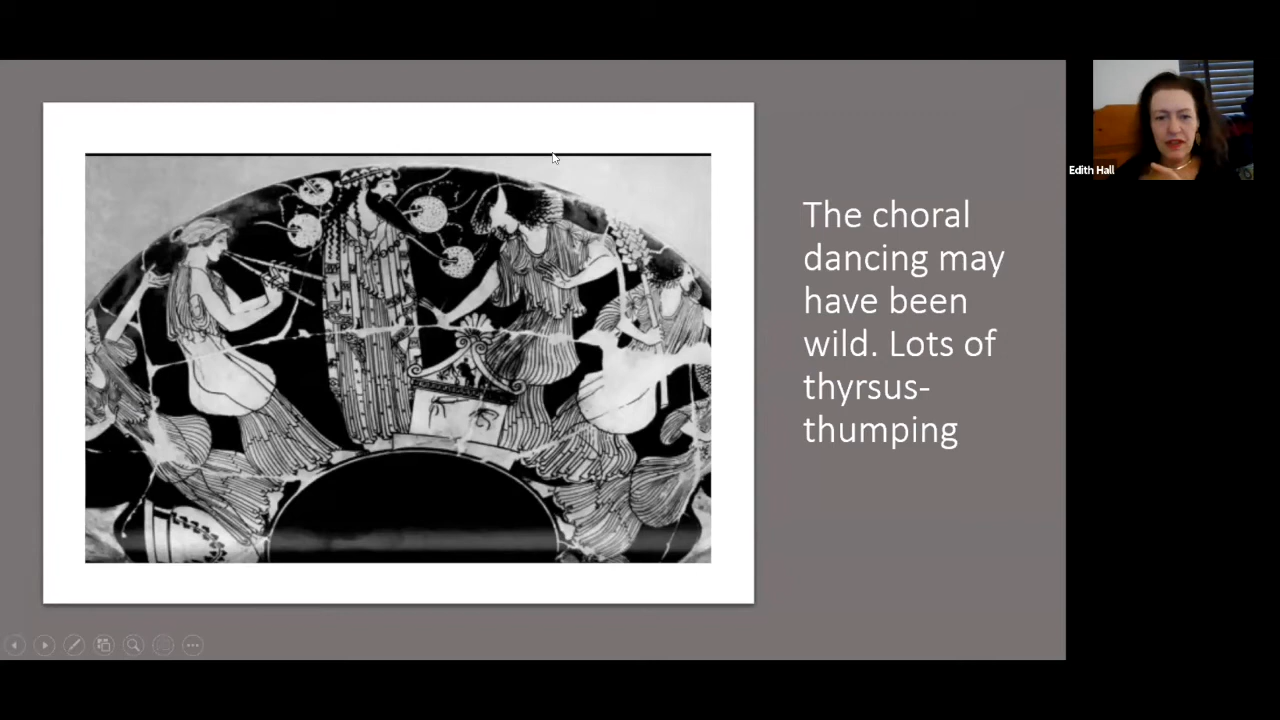 The choral
dancing may
have been
wild. Lots of
thyrsus-
thumping
Edith Hall